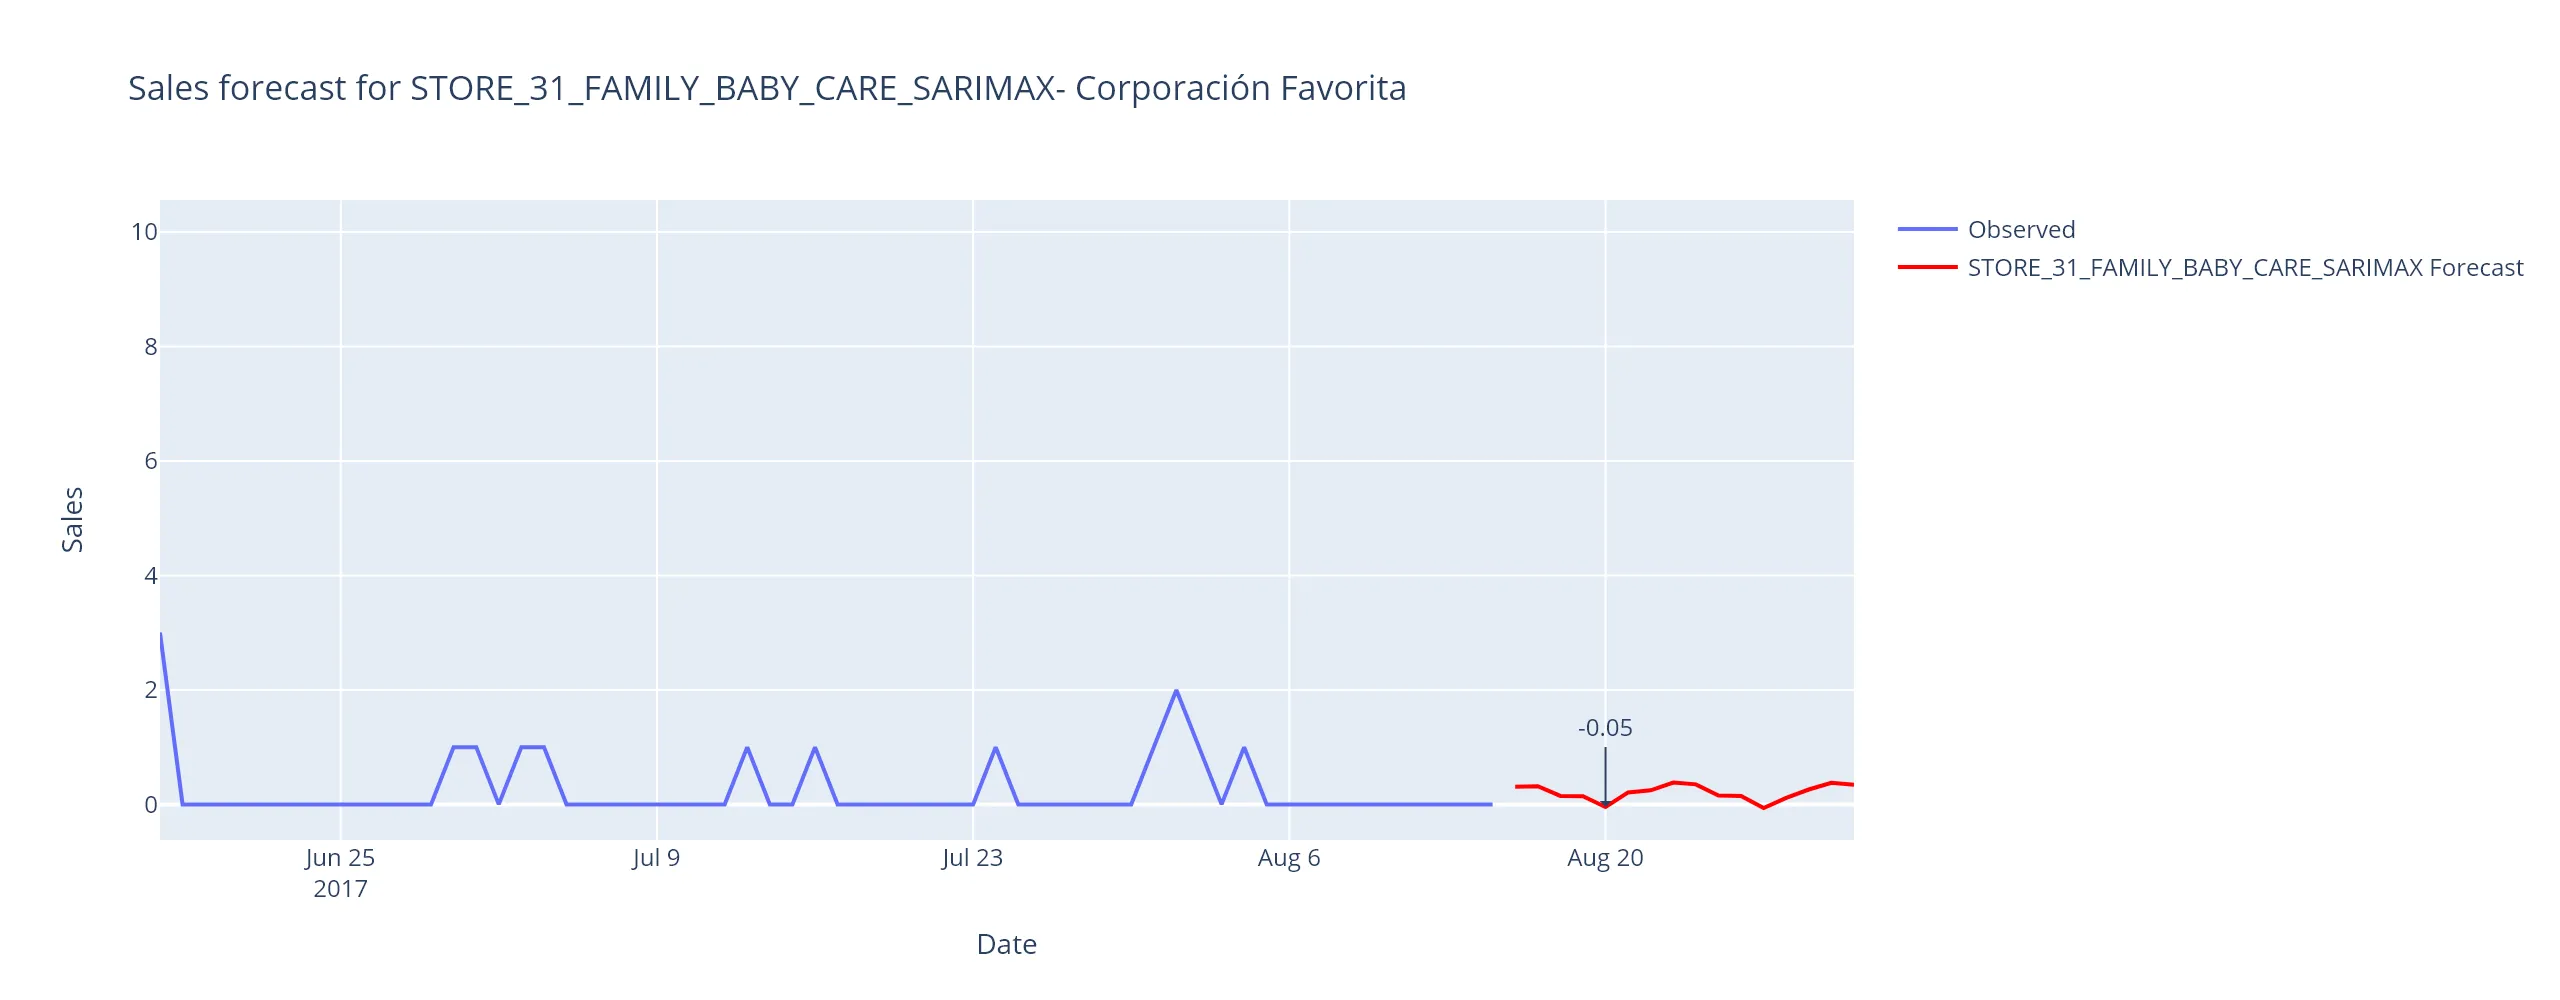 Sales forecast for STORE_31_FAMILY_BABY_CARE_SARIMAX- Corporación Favorita
Observed
STORE_31_FAMILY_BABY_CARE_SARIMAX Forecast
10
8
6
4
2
0
Sales
-0.05
Jun 25
2017
Jul 9
Jul 23
Aug 6
Aug 20
Date